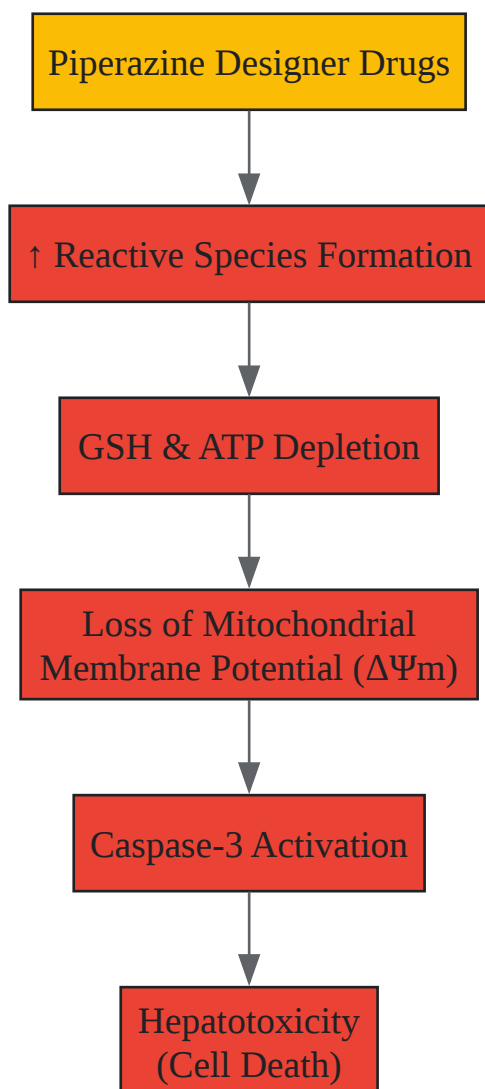 Piperazine Designer Drugs
↑ Reactive Species Formation
GSH & ATP Depletion
Loss of Mitochondrial
Membrane Potential (ΔΨm)
Caspase-3 Activation
Hepatotoxicity
(Cell Death)